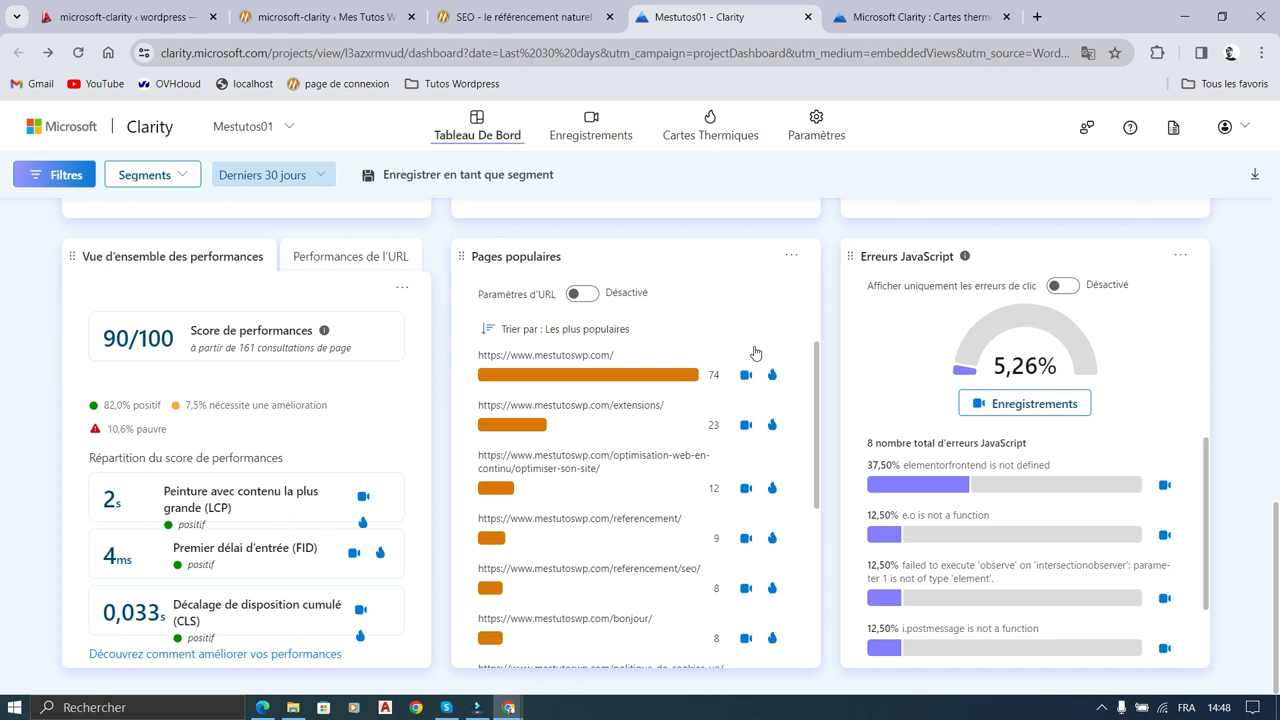 microsoft-clarity ‹ wordpress —
microsoft-clarity ‹ Mes Tutos W
SEO - le référencement naturel
Mestutos01 - Clarity
Microsoft Clarity : Cartes therm
clarity.microsoft.com/projects/view/l3azxrmvud/dashboard?date=Last%2030%20days&utm_campaign=projectDashboard&utm_medium=embeddedViews&utm_source=Word...
Gmail
YouTube
OVHcloud
localhost
page de connexion
Tutos Wordpress
Tous les favoris
Microsoft
Clarity
Mestutos01
Tableau De Bord
Enregistrements
Cartes Thermiques
Paramètres
Filtres
Segments
Derniers 30 jours
Enregistrer en tant que segment
Vue d'ensemble des performances
Performances de l'URL
90/100
Score de performances
à partir de 161 consultations de page
82,0% positif
7,5% nécessite une amélioration
10,6% pauvre
Répartition du score de performances
2s
Peinture avec contenu la plus
grande (LCP)
positif
4ms
Premier délai d'entrée (FID)
positif
0,033s
Décalage de disposition cumulé
(CLS)
positif
Découvrez comment améliorer vos performances
Pages populaires
Paramètres d'URL
Désactivé
Trier par : Les plus populaires
https://www.mestutoswp.com/
74
https://www.mestutoswp.com/extensions/
23
https://www.mestutoswp.com/optimisation-web-en-
continu/optimiser-son-site/
12
https://www.mestutoswp.com/referencement/
9
https://www.mestutoswp.com/referencement/seo/
8
https://www.mestutoswp.com/bonjour/
8
https://www.mestutoswp.com/politique-de-cookies-ue/
Erreurs JavaScript
Afficher uniquement les erreurs de clic
Désactivé
5,26%
Enregistrements
8 nombre total d'erreurs JavaScript
37,50% elementorfrontend is not defined
12,50% e.o is not a function
12,50% failed to execute 'observe' on 'intersectionobserver': parame-
ter 1 is not of type 'element'.
12,50% i.postmessage is not a function
Rechercher
FRA
14:48